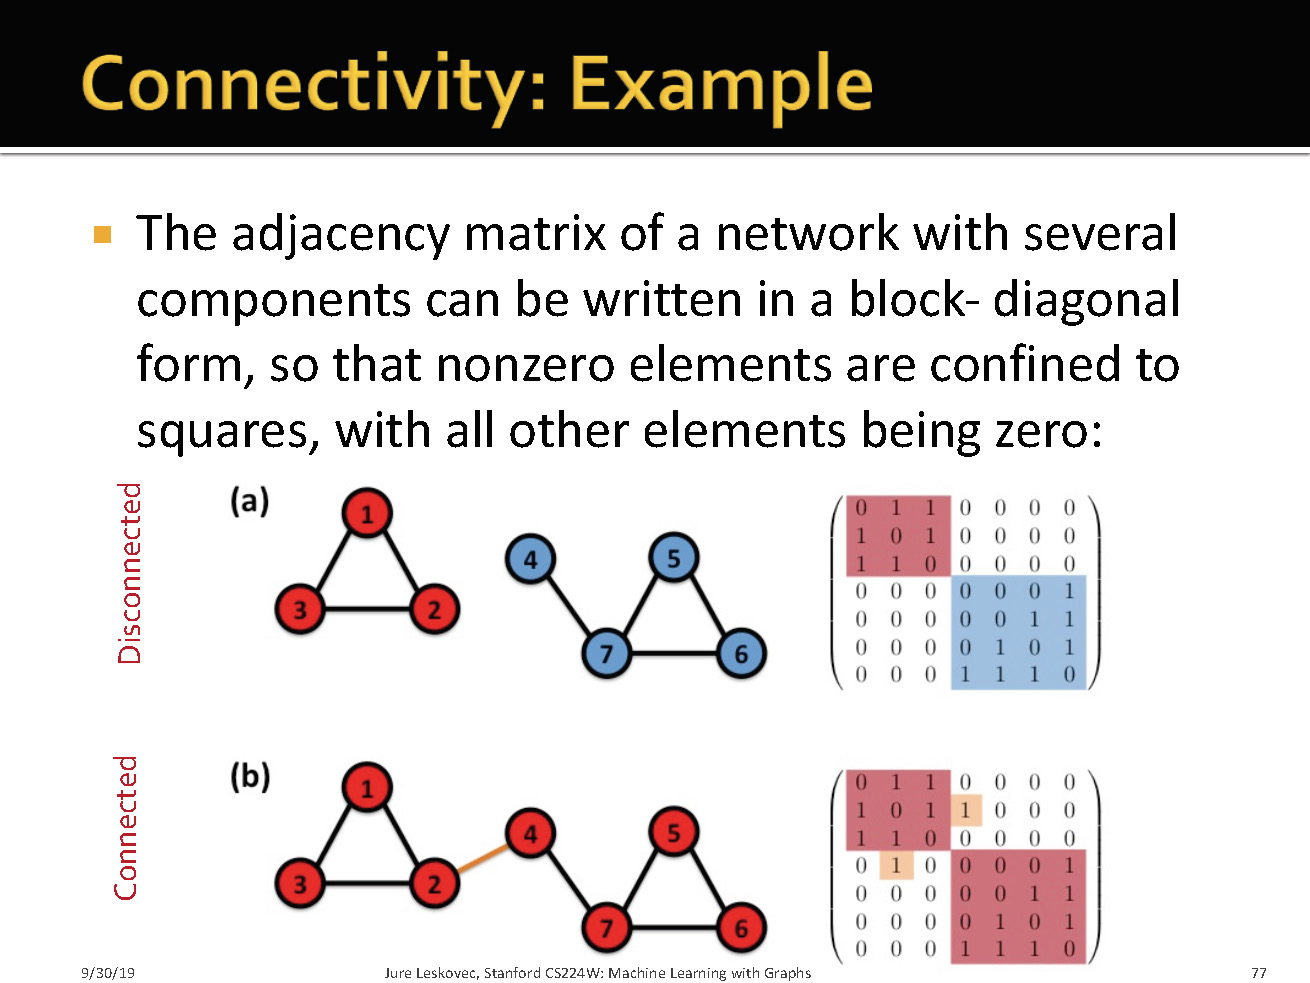 Connectivity: Example
The adjacency matrix of a network with several
components can be written in a block- diagonal
form, so that nonzero elements are confined to
squares, with all other elements being zero:
Disconnected
(a)
1
3
2
4
5
7
6
0 1 1 0 0 0 0
1 0 1 0 0 0 0
1 1 0 0 0 0 0
0 0 0 0 0 0 1
0 0 0 0 0 1 1
0 0 0 0 1 0 1
0 0 0 1 1 1 0
Connected
(b)
1
3
2
4
5
7
6
0 1 1 0 0 0 0
1 0 1 1 0 0 0
1 1 0 0 0 0 0
0 1 0 0 0 0 1
0 0 0 0 0 1 1
0 0 0 0 1 0 1
0 0 0 1 1 1 0
9/30/19
Jure Leskovec, Stanford CS224W: Machine Learning with Graphs
77